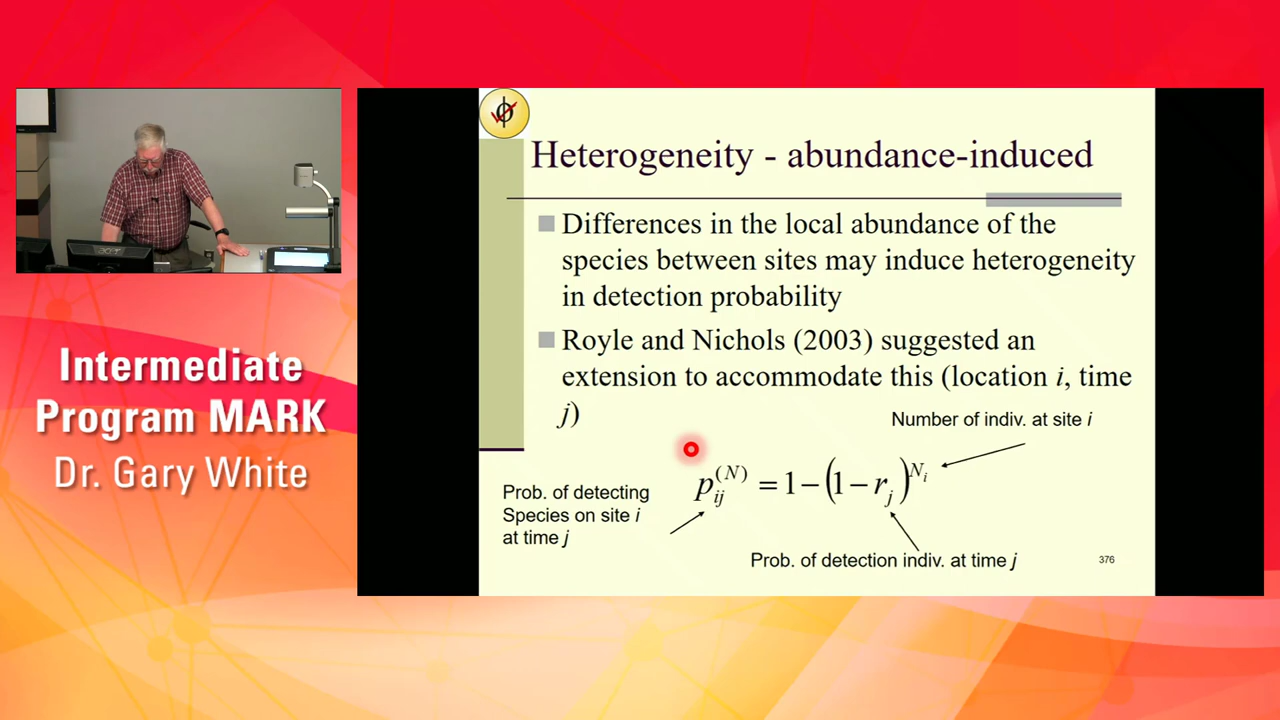 Heterogeneity - abundance-induced
Differences in the local abundance of the
species between sites may induce heterogeneity
in detection probability
Royle and Nichols (2003) suggested an
extension to accommodate this (location i, time
j)
Number of indiv. at site i
p_{ij}^{(N)} = 1 − (1 − r_j)^{N_i}
Prob. of detecting
Species on site i
at time j
Prob. of detection indiv. at time j
376
Intermediate
Program MARK
Dr. Gary White